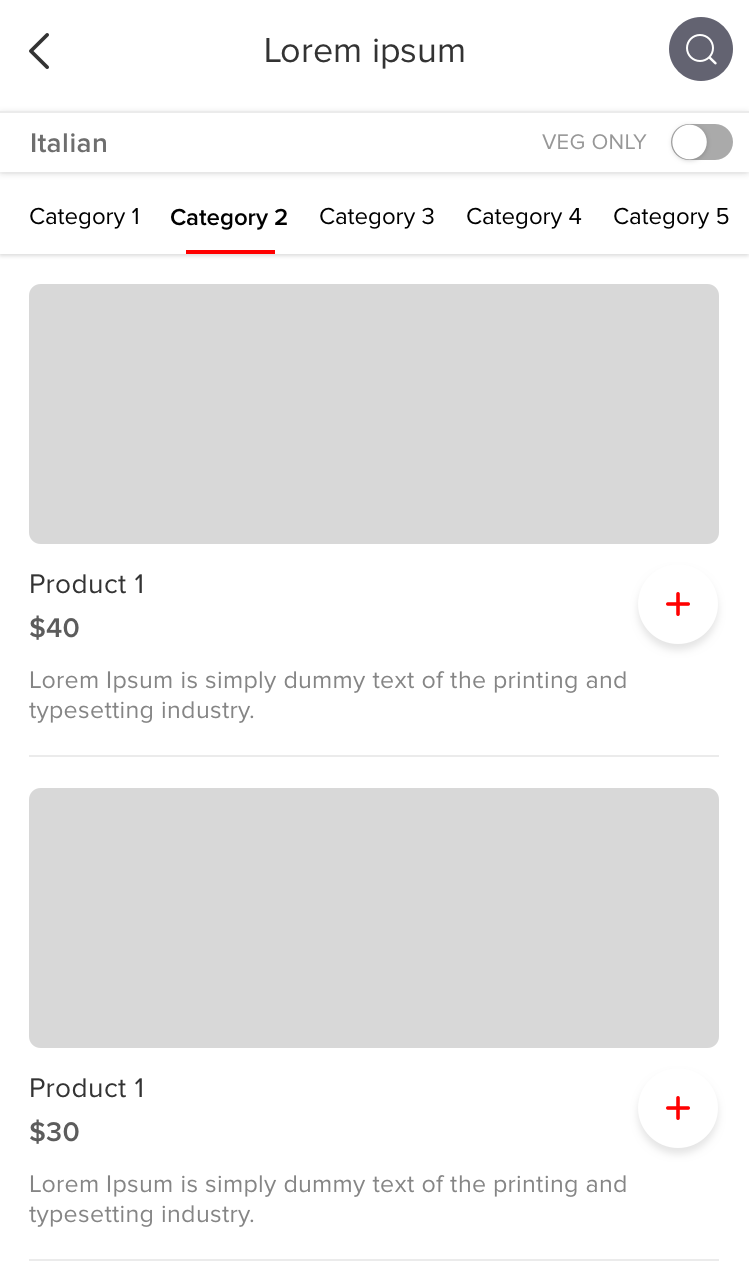 Lorem ipsum
Italian VEG ONLY
Category 1 Category 2 Category 3 Category 4 Category 5
Product 1
$40
Lorem Ipsum is simply dummy text of the printing and
typesetting industry.
Product 1
$30
Lorem Ipsum is simply dummy text of the printing and
typesetting industry.